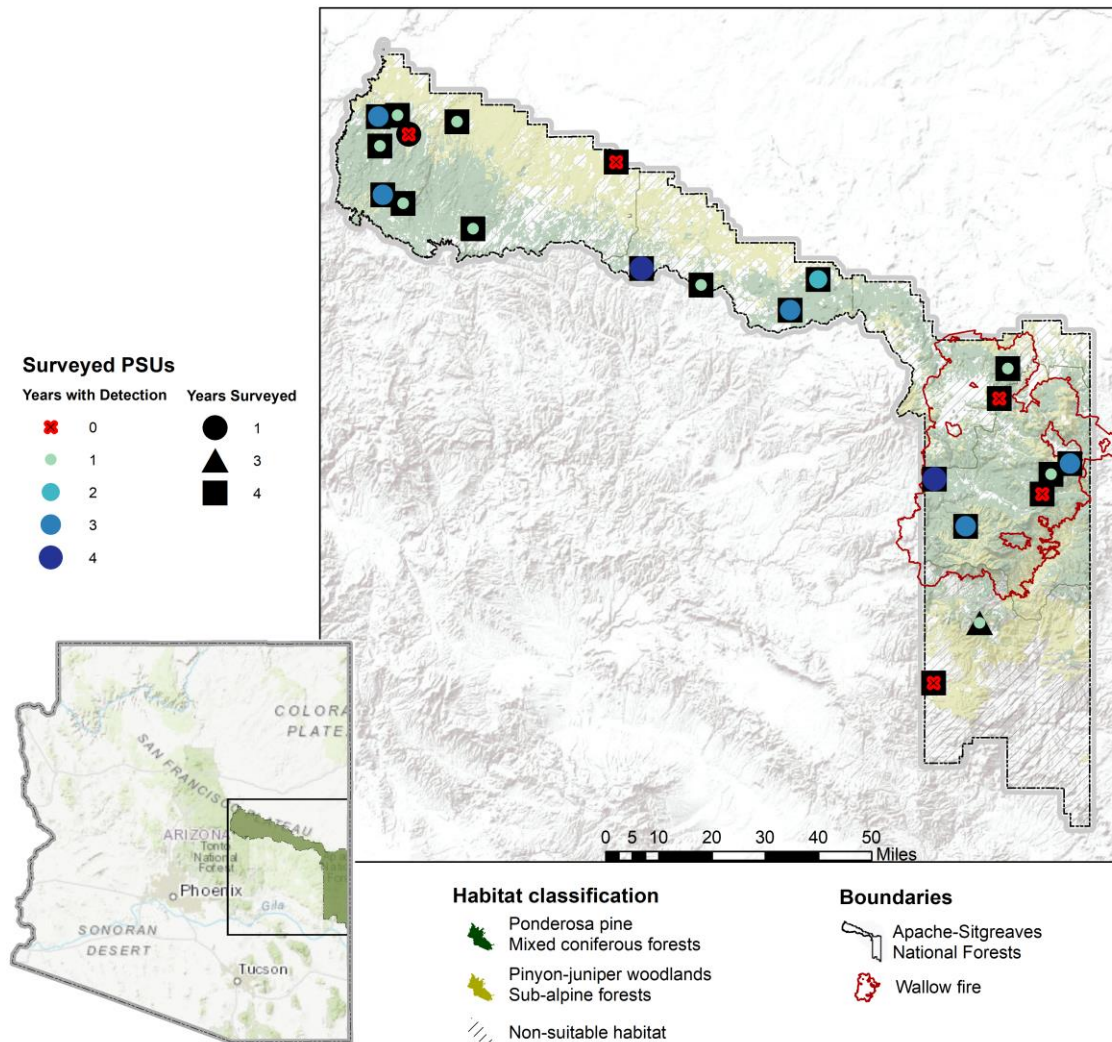 Surveyed PSUs
Years with Detection
Years Surveyed
0
1
2
3
4
1
3
4
0 5 10 20 30 40 50
Miles
COLORA
PLATE
SAN FRANCISCO PLATEAU
ARIZONA
Tonto
National
Forest
Phoenix
Gila
SONORAN
DESERT
Tucson
Habitat classification
Ponderosa pine
Mixed coniferous forests
Pinyon-juniper woodlands
Sub-alpine forests
Non-suitable habitat
Boundaries
Apache-Sitgreaves
National Forests
Wallow fire